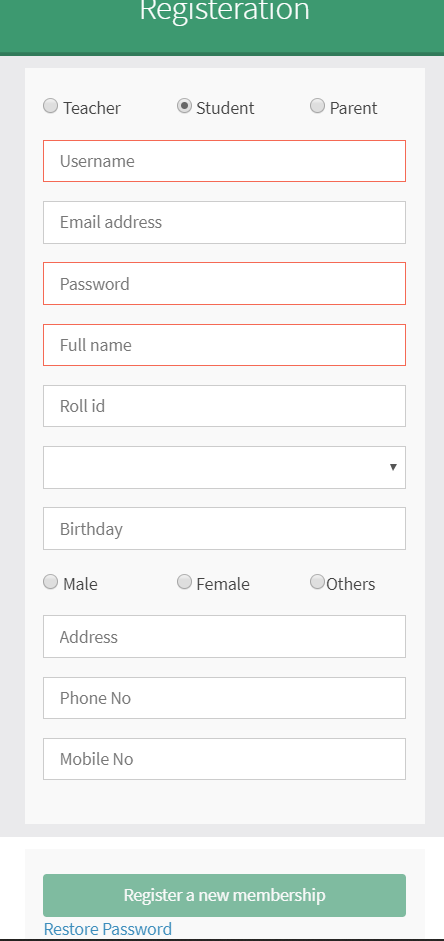 Registeration
Teacher Student Parent
Username
Email address
Password
Full name
Roll id
Birthday
Male Female Others
Address
Phone No
Mobile No
Register a new membership
Restore Password